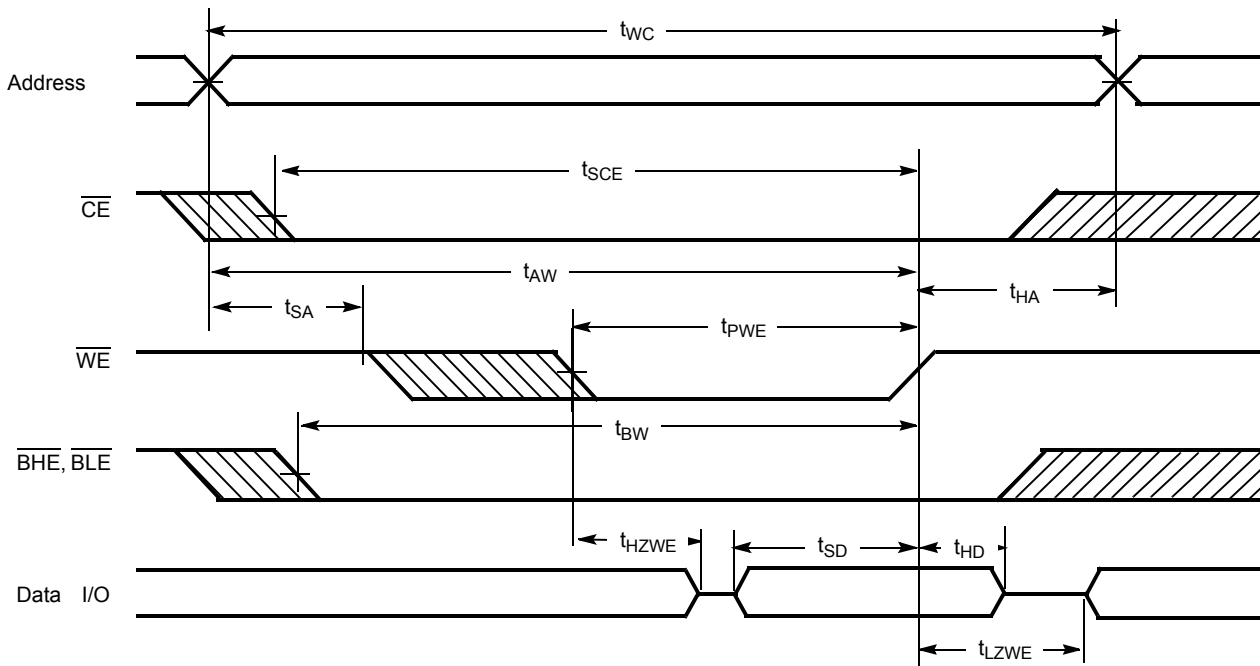 tWC
Address
tSCE
CE
tAW
tSA
tHA
tPWE
WE
tBW
BHE, BLE
tHZWE
tSD
tHD
Data I/O
tLZWE